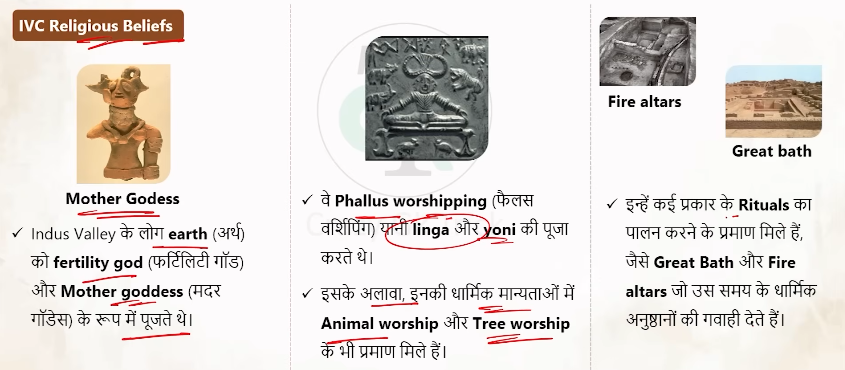 IVC Religious Beliefs
Mother Godess
✓ Indus Valley के लोग earth (अर्थ)
को fertility god (फर्टिलिटी गॉड)
और Mother goddess (मदर
गॉडेस) के रूप में पूजते थे।
✓ वे Phallus worshipping (फैलस
वर्शिपिंग) यानी linga और yoni की पूजा
करते थे।
✓ इसके अलावा, इनकी धार्मिक मान्यताओं में
Animal worship और Tree worship
के भी प्रमाण मिले हैं।
Fire altars
Great bath
✓ इन्हें कई प्रकार के Rituals का
पालन करने के प्रमाण मिले हैं,
जैसे Great Bath और Fire
altars जो उस समय के धार्मिक
अनुष्ठानों की गवाही देते हैं।